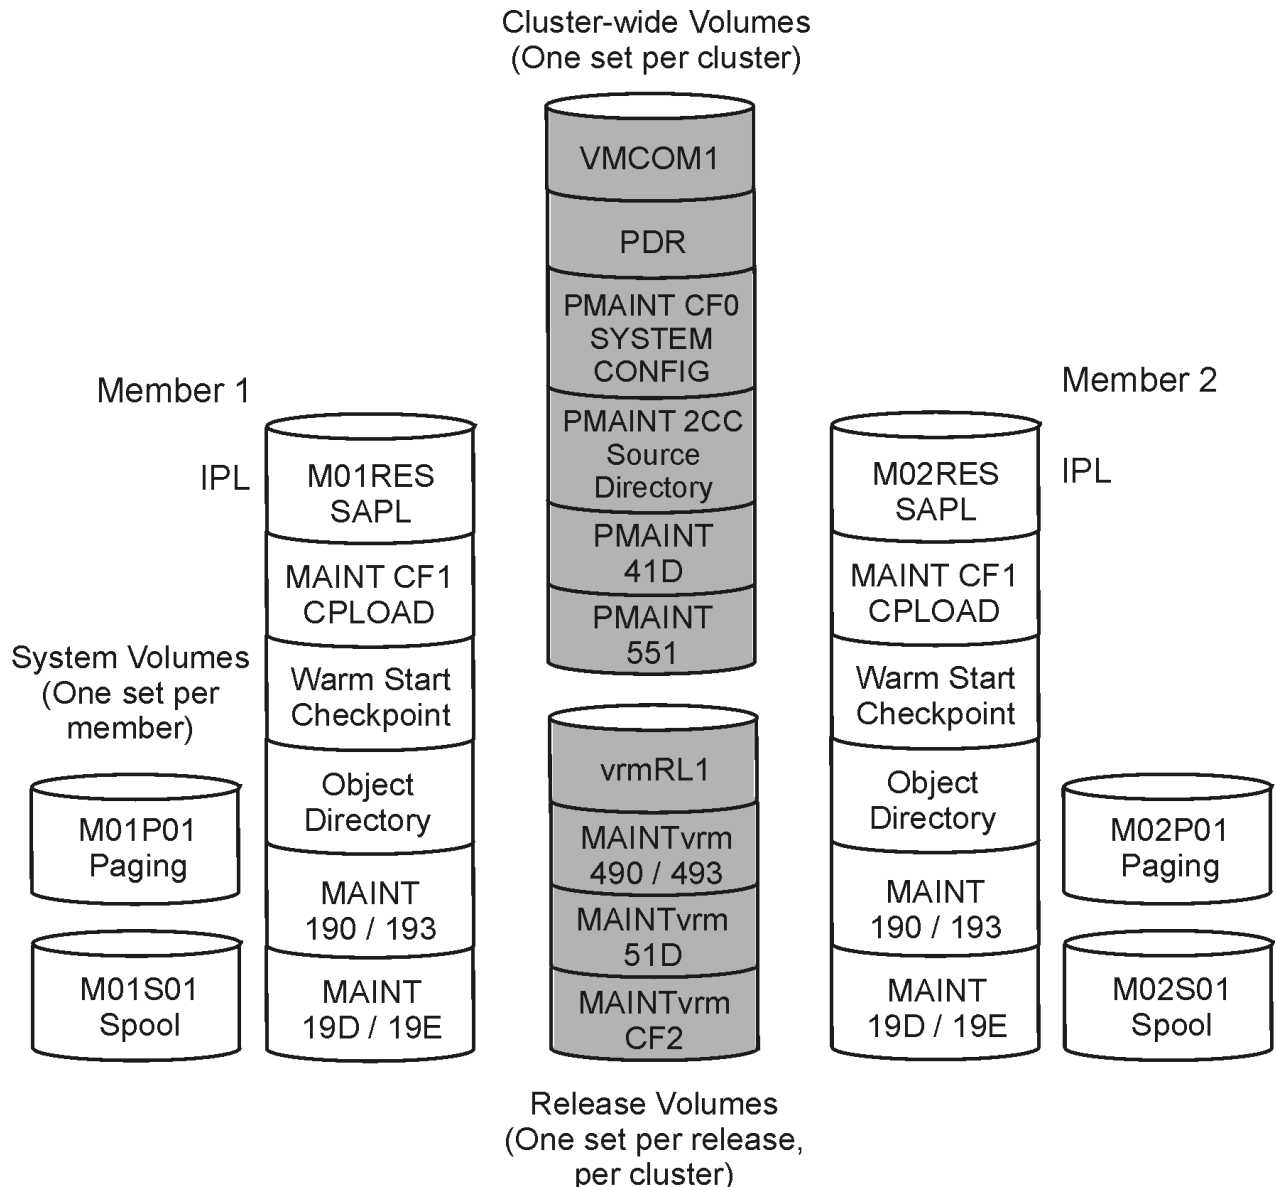 Cluster-wide Volumes
(One set per cluster)
VMCOM1
PDR
PMAINT CF0
SYSTEM
CONFIG
PMAINT 2CC
Source
Directory
PMAINT
41D
PMAINT
551
Member 1
IPL
M01RES
SAPL
MAINT CF1
CPLOAD
Warm Start
Checkpoint
Object
Directory
MAINT
190 / 193
MAINT
19D / 19E
System Volumes
(One set per
member)
M01P01
Paging
M01S01
Spool
vrmRL1
MAINTvrm
490 / 493
MAINTvrm
51D
MAINTvrm
CF2
Release Volumes
(One set per release,
per cluster)
Member 2
IPL
M02RES
SAPL
MAINT CF1
CPLOAD
Warm Start
Checkpoint
Object
Directory
MAINT
190 / 193
MAINT
19D / 19E
M02P01
Paging
M02S01
Spool